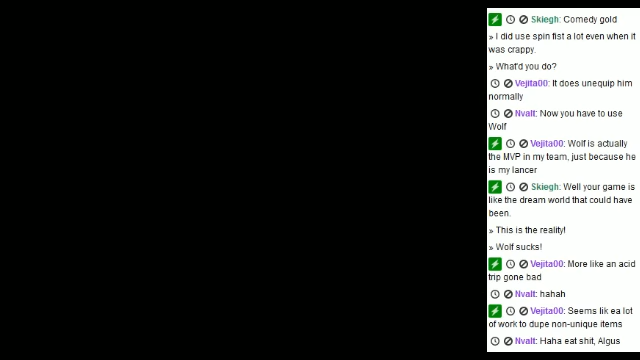 Skiegh: Comedy gold
» I did use spin fist a lot even when it
was crappy.
» What'd you do?
Vejita00: It does unequip him
normally
Nvalt: Now you have to use
Wolf
Vejita00: Wolf is actually
the MVP in my team, just because he
is my lancer
Skiegh: Well your game is
like the dream world that could have
been.
» This is the reality!
» Wolf sucks!
Vejita00: More like an acid
trip gone bad
Nvalt: hahah
Vejita00: Seems lik ea lot
of work to dupe non-unique items
Nvalt: Haha eat shit, Algus